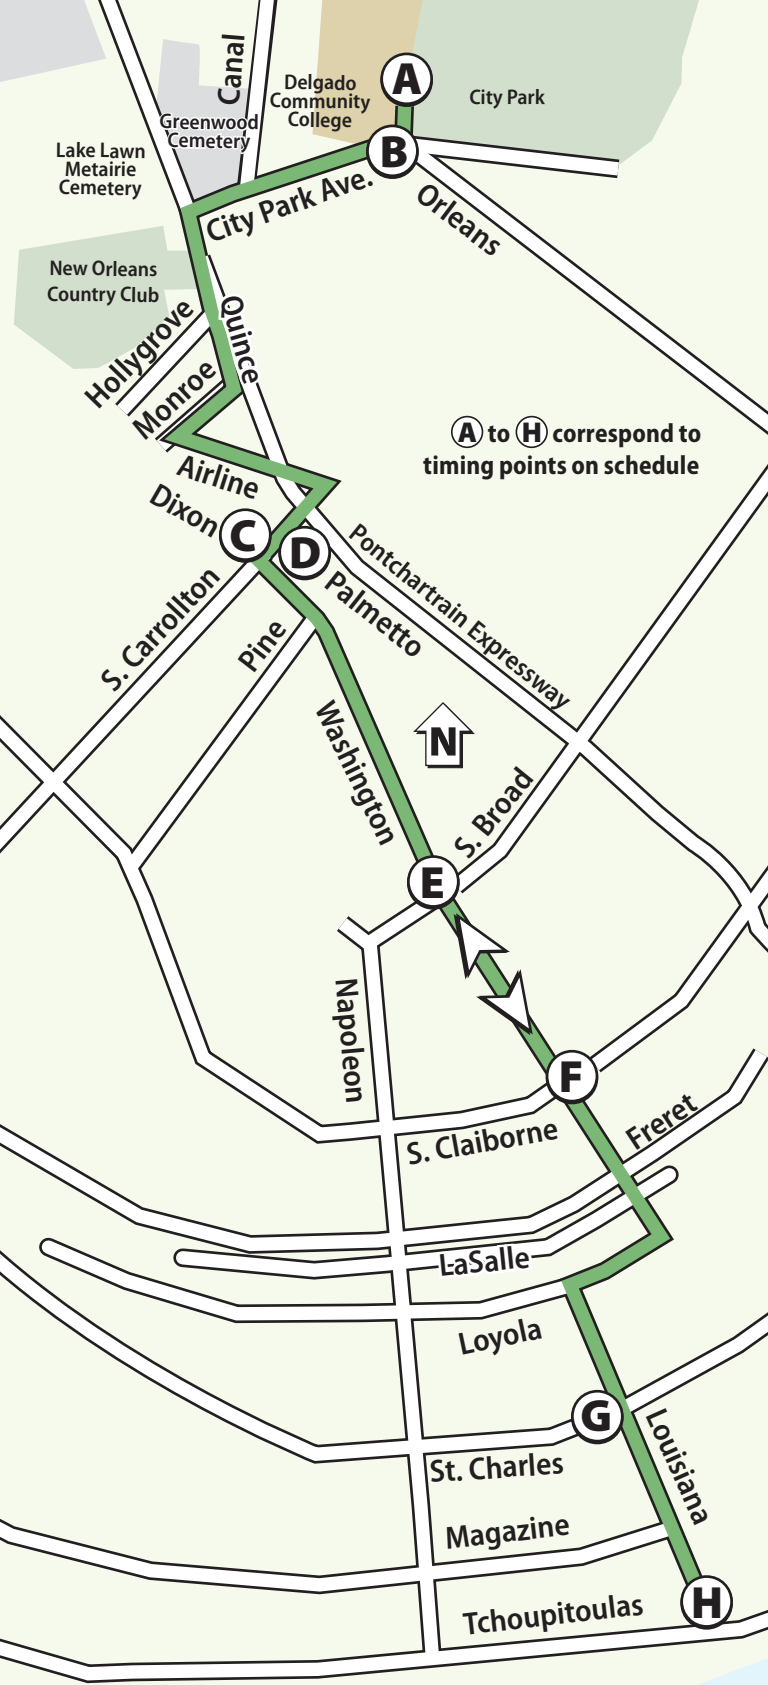 Canal
A
Delgado
Community
College
City Park
Greenwood
Cemetery
Lake Lawn
Metairie
Cemetery
B
City Park Ave.
Orleans
New Orleans
Country Club
Quince
Hollygrove
Monroe
A to H correspond to
timing points on schedule
Airline
Dixon
C
D
Pontchartrain Expressway
Palmetto
S. Carrollton
Pine
Washington
N
S. Broad
E
Napoleon
F
S. Claiborne
Freret
LaSalle
Loyola
G
Louisiana
St. Charles
Magazine
H
Tchoupitoulas